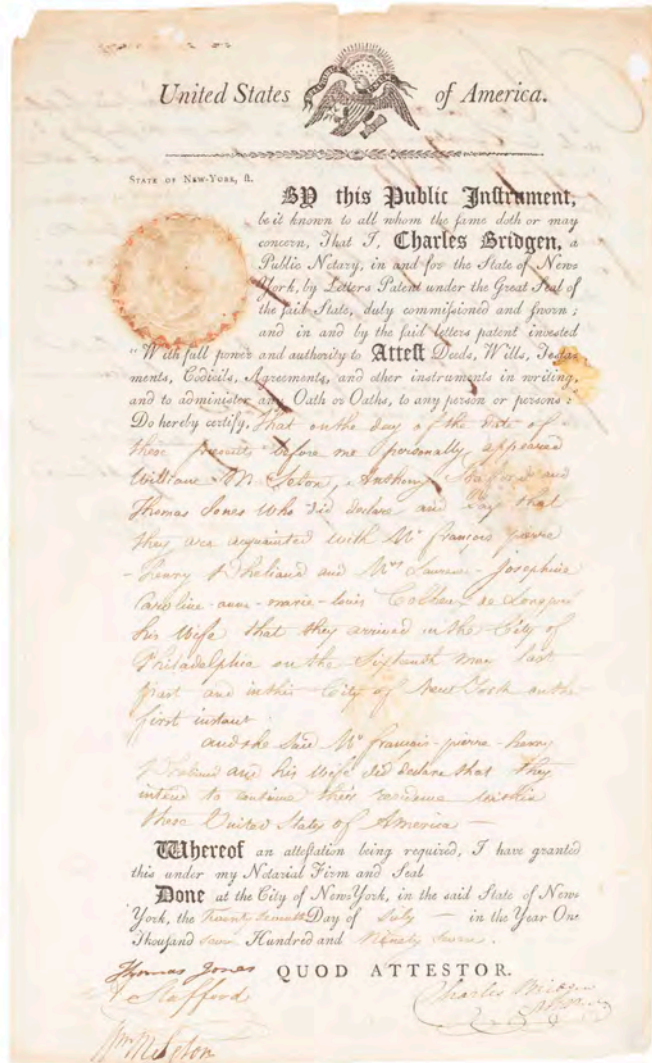 United States of America.
STATE OF NEW-YORK, ſſ.
BY this Public Inſtrument,
be it known to all whom the ſame doth or may
concern, That I, Charles Bridgen, a
Public Notary, in and for the State of New-
York, by Letters Patent under the Great Seal of
the ſaid State, duly commiſſioned and ſworn;
and in and by the ſaid letters patent inveſted
"With full power and authority to Atteſt Deeds, Wills, Teſta-
ments, Codicils, Agreements, and other inſtruments in writing,
and to adminiſter any Oath or Oaths, to any perſon or perſons:
Do hereby certify, That on the day of the date of
these present, before me personally appeared
William M Seton, Anthony Stafford and
Thomas Jones Who did declare and Say that
they are acquainted with Mr françois pierre
-henry and Mrs Laurence-Josephine
Caroline-anne-marie-louis de
his Wife that they arrived in the City of
Philadelphia on the Sixteenth May last
past and in this City of New York on the
first instant
and the Said Mr françois-pierre-henry
and his Wife did declare that they
intend to continue their residence within
these United States of America —
Whereof an atteſtation being required, I have granted
this under my Notarial Firm and Seal
Done at the City of New-York, in the said State of New-
York, the Twenty Seventh Day of July — in the Year One
Thouſand Seven Hundred and Ninety Seven.
Thomas Jones QUOD ATTESTOR.
Stafford Charles Bridgen
Wm M Seton